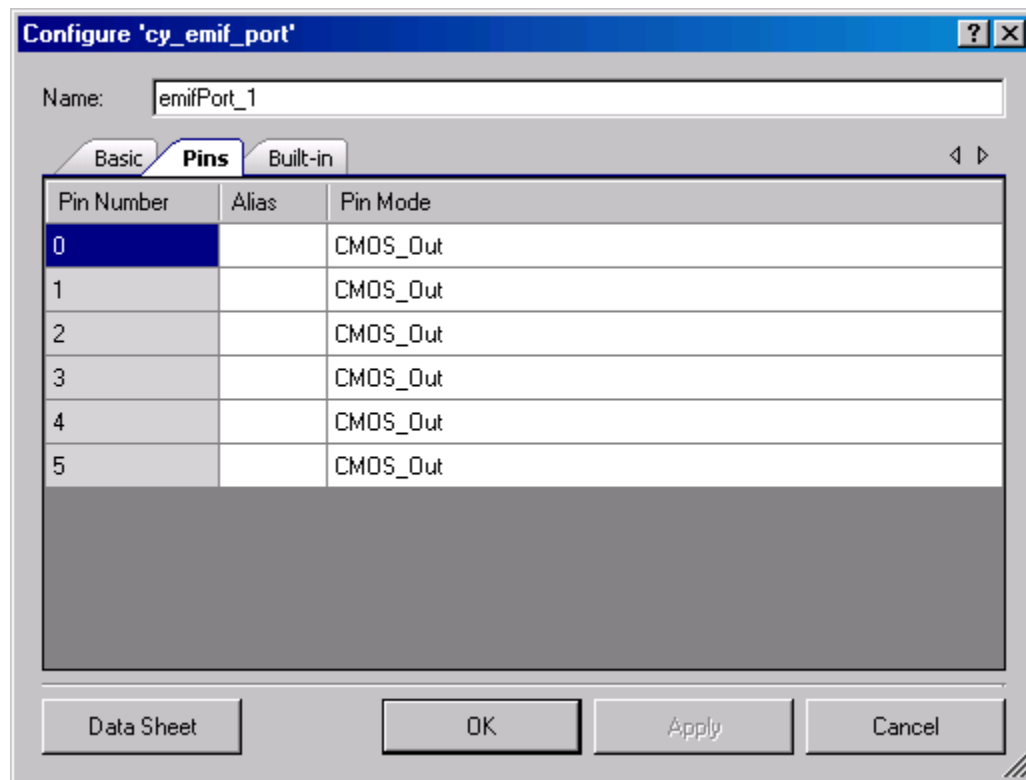 Configure 'cy_emif_port'
Name: emifPort_1
Basic Pins Built-in
Pin Number Alias Pin Mode
0 CMOS_Out
1 CMOS_Out
2 CMOS_Out
3 CMOS_Out
4 CMOS_Out
5 CMOS_Out
Data Sheet OK Apply Cancel